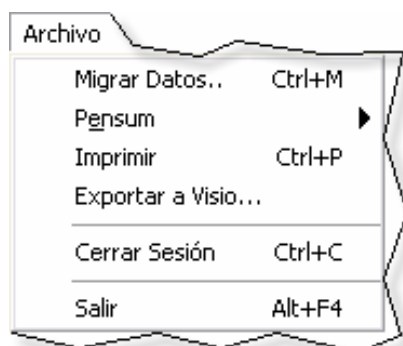 Archivo
Migrar Datos.. Ctrl+M
Pensum
Imprimir Ctrl+P
Exportar a Visio...
Cerrar Sesión Ctrl+C
Salir Alt+F4